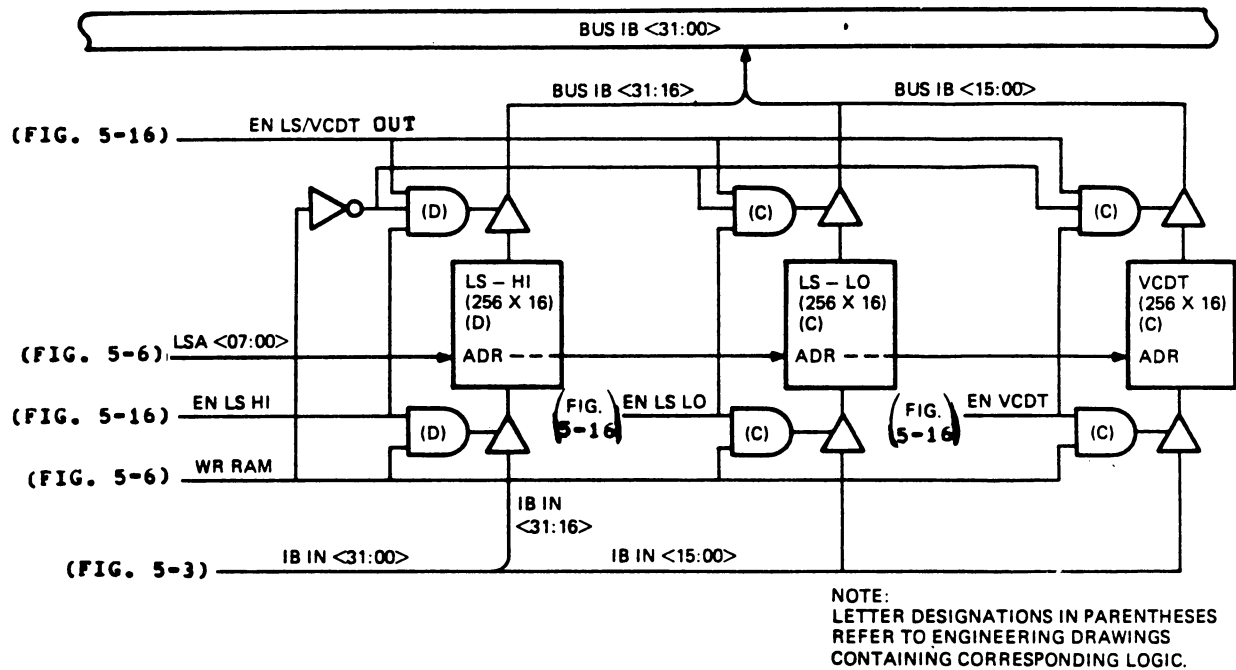 BUS IB <31:00>
BUS IB <31:16>
BUS IB <15:00>
(FIG. 5-16)
EN LS/VCDT OUT
(D)
(C)
(C)
LS – HI
(256 X 16)
(D)
ADR
LS – LO
(256 X 16)
(C)
ADR
VCDT
(256 X 16)
(C)
ADR
(FIG. 5-6)
LSA <07:00>
(FIG. 5-16)
EN LS HI
(FIG.
5-16)
EN LS LO
(FIG.
5-16)
EN VCDT
(D)
(C)
(C)
(FIG. 5-6)
WR RAM
IB IN
<31:16>
(FIG. 5-3)
IB IN <31:00>
IB IN <15:00>
NOTE:
LETTER DESIGNATIONS IN PARENTHESES
REFER TO ENGINEERING DRAWINGS
CONTAINING CORRESPONDING LOGIC.